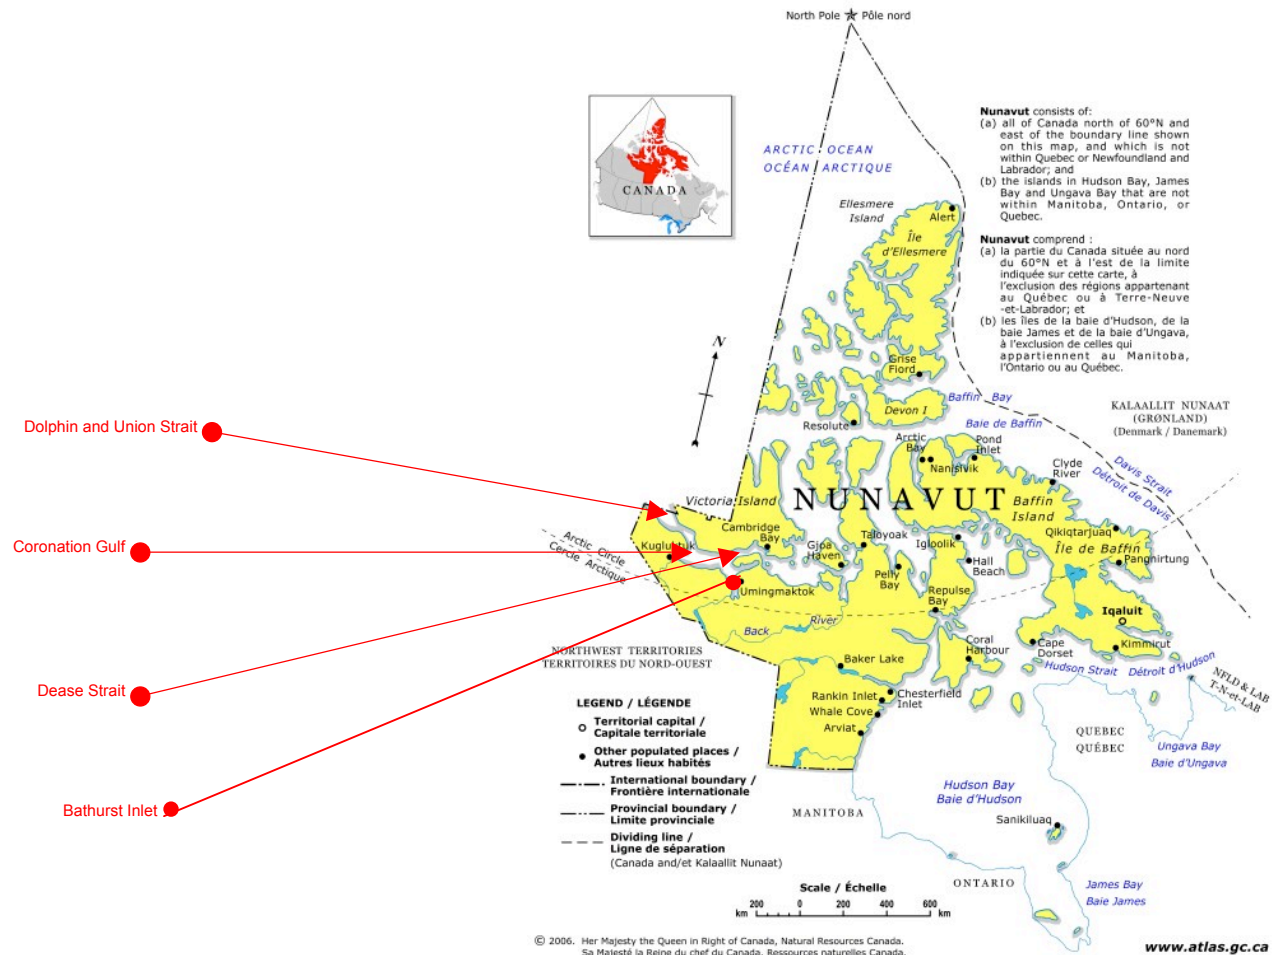 North Pole ★ Pôle nord
CANADA
ARCTIC OCEAN
OCÉAN ARCTIQUE
Nunavut consists of:
(a) all of Canada north of 60°N and
east of the boundary line shown
on this map, and which is not
within Quebec or Newfoundland and
Labrador; and
(b) the islands in Hudson Bay, James
Bay and Ungava Bay that are not
within Manitoba, Ontario, or
Quebec.
Nunavut comprend :
(a) la partie du Canada située au nord
du 60°N et à l'est de la limite
indiquée sur cette carte, à
l'exclusion des régions appartenant
au Québec ou à Terre-Neuve
-et-Labrador; et
(b) les îles de la baie d'Hudson, de la
baie James et de la baie d'Ungava,
à l'exclusion de celles qui
appartiennent au Manitoba,
l'Ontario ou au Québec.
Ellesmere
Island
Alert
Île
d'Ellesmere
N
Grise
Fiord
Devon I
Baffin Bay
Baie de Baffin
KALAALLIT NUNAAT
(GRØNLAND)
(Denmark / Danemark)
Resolute
Dolphin and Union Strait
Arctic
Bay
Pond
Inlet
Nanisivik
Clyde
River
Davis Strait
Détroit de Davis
Victoria Island
NUNAVUT
Baffin
Island
Cambridge
Bay
Kugluktuk
Coronation Gulf
Arctic Circle
Cercle Arctique
Gjoa
Haven
Taloyoak
Igloolik
Qikiqtarjuaq
Île de Baffin
Pangnirtung
Hall
Beach
Pelly
Bay
Umingmaktok
Repulse
Bay
Iqaluit
Back River
NORTHWEST TERRITORIES
TERRITOIRES DU NORD-OUEST
Coral
Harbour
Cape
Dorset
Kimmirut
Baker Lake
Hudson Strait Détroit d'Hudson
NFLD & LAB
T-N-et-LAB
Dease Strait
Rankin Inlet
Chesterfield
Inlet
Whale Cove
Arviat
LEGEND / LÉGENDE
Territorial capital /
Capitale territoriale
Other populated places /
Autres lieux habités
International boundary /
Frontière internationale
Provincial boundary /
Limite provinciale
Dividing line /
Ligne de séparation
(Canada and/et Kalaallit Nunaat)
QUEBEC
QUÉBEC
Ungava Bay
Baie d'Ungava
Hudson Bay
Baie d'Hudson
Bathurst Inlet
MANITOBA
Sanikiluaq
ONTARIO
James Bay
Baie James
Scale / Échelle
200 0 200 400 600
km km
© 2006. Her Majesty the Queen in Right of Canada, Natural Resources Canada.
Sa Majesté la Reine du chef du Canada, Ressources naturelles Canada.
www.atlas.gc.ca